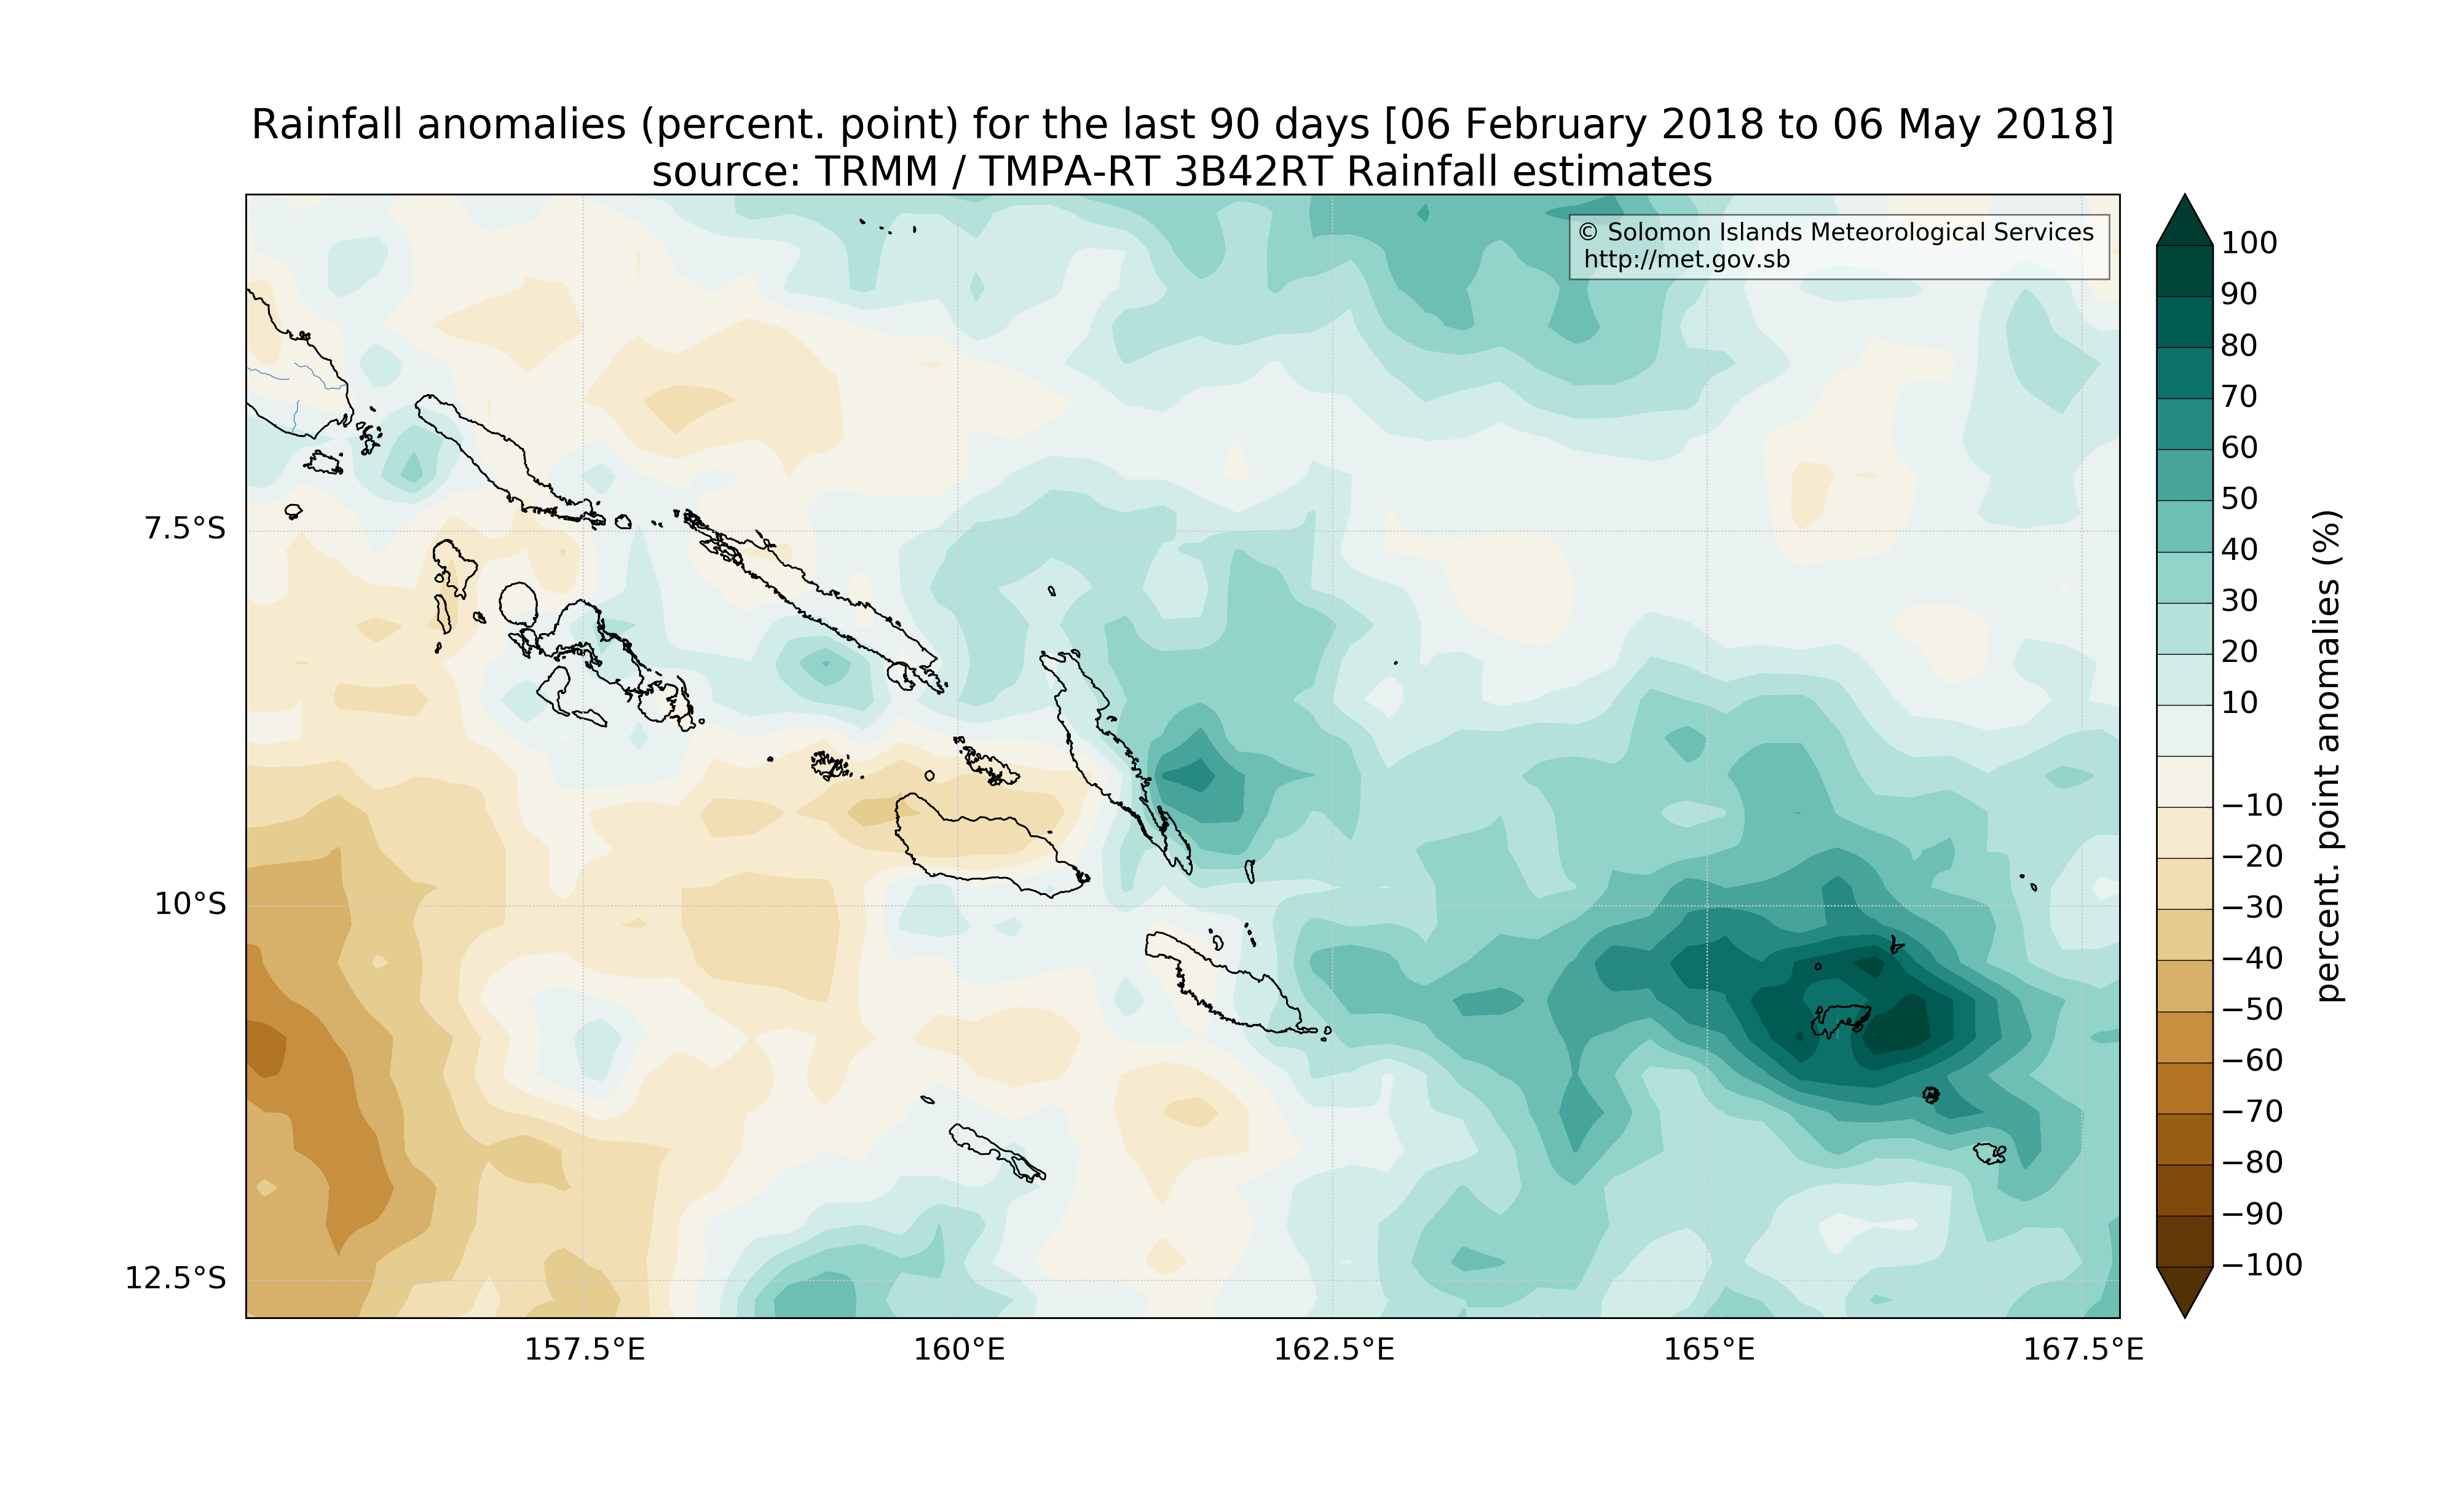 Rainfall anomalies (percent. point) for the last 90 days [06 February 2018 to 06 May 2018]
source: TRMM / TMPA-RT 3B42RT Rainfall estimates
© Solomon Islands Meteorological Services
http://met.gov.sb
7.5°S
10°S
12.5°S
157.5°E
160°E
162.5°E
165°E
167.5°E
100
90
80
70
60
50
40
30
20
10
−10
−20
−30
−40
−50
−60
−70
−80
−90
−100
percent. point anomalies (%)